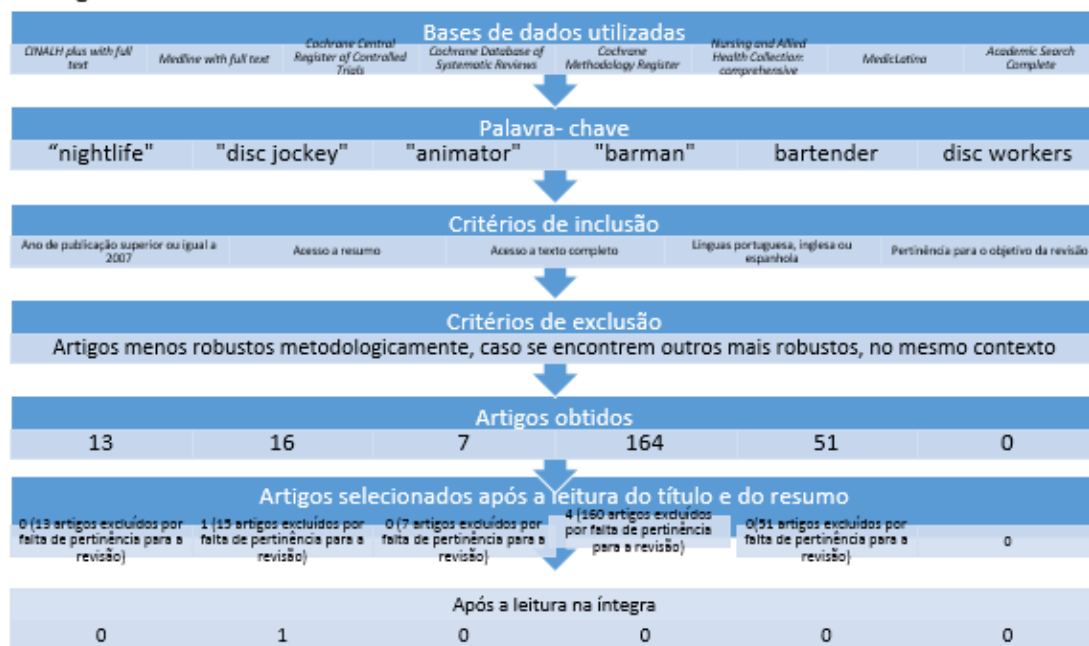 Bases de dados utilizadas
CINALH plus with full text
Medline with full text
Cochrane Central Register of Controlled Trials
Cochrane Database of Systematic Reviews
Cochrane Methodology Register
Nursing and Allied Health Collection: comprehensive
MedicLatina
Academic Search Complete
Palavra- chave
“nightlife"
"disc jockey"
"animator"
"barman"
bartender
disc workers
Critérios de inclusão
Ano de publicação superior ou igual a 2007
Acesso a resumo
Acesso a texto completo
Línguas portuguesa, inglesa ou espanhola
Pertinência para o objetivo da revisão
Critérios de exclusão
Artigos menos robustos metodologicamente, caso se encontrem outros mais robustos, no mesmo contexto
Artigos obtidos
13
16
7
164
51
0
Artigos selecionados após a leitura do título e do resumo
0 (13 artigos excluídos por falta de pertinência para a revisão)
1 (15 artigos excluídos por falta de pertinência para a revisão)
0 (7 artigos excluídos por falta de pertinência para a revisão)
4 (160 artigos excluídos por falta de pertinência para a revisão)
0(51 artigos excluídos por falta de pertinência para a revisão)
0
Após a leitura na íntegra
0
1
0
0
0
0